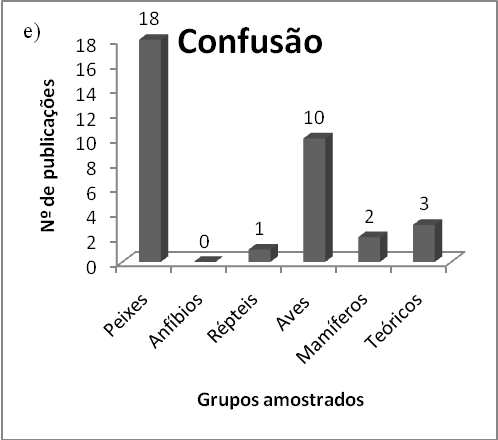 e)
Confusão
Nº de publicações
18
16
14
12
10
8
6
4
2
0
18
0
1
10
2
3
Peixes
Anfíbios
Répteis
Aves
Mamíferos
Teóricos
Grupos amostrados